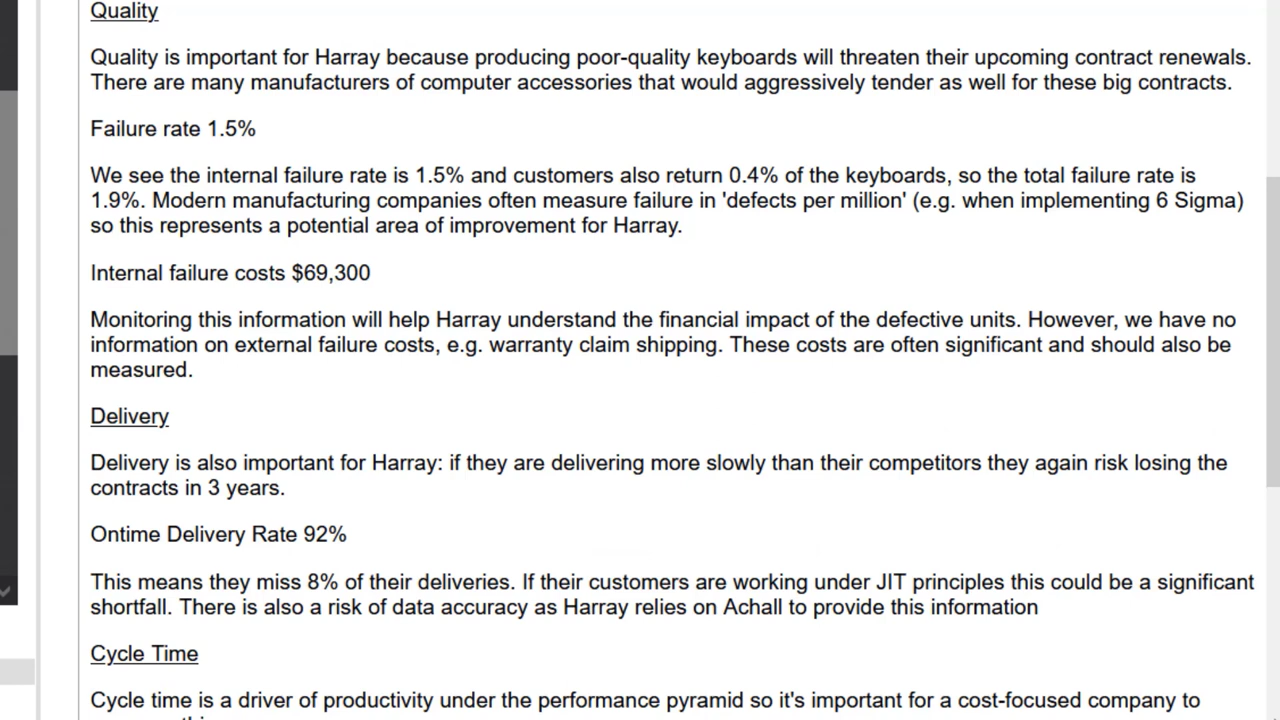 Quality
Quality is important for Harray because producing poor-quality keyboards will threaten their upcoming contract renewals.
There are many manufacturers of computer accessories that would aggressively tender as well for these big contracts.
Failure rate 1.5%
We see the internal failure rate is 1.5% and customers also return 0.4% of the keyboards, so the total failure rate is
1.9%. Modern manufacturing companies often measure failure in 'defects per million' (e.g. when implementing 6 Sigma)
so this represents a potential area of improvement for Harray.
Internal failure costs $69,300
Monitoring this information will help Harray understand the financial impact of the defective units. However, we have no
information on external failure costs, e.g. warranty claim shipping. These costs are often significant and should also be
measured.
Delivery
Delivery is also important for Harray: if they are delivering more slowly than their competitors they again risk losing the
contracts in 3 years.
Ontime Delivery Rate 92%
This means they miss 8% of their deliveries. If their customers are working under JIT principles this could be a significant
shortfall. There is also a risk of data accuracy as Harray relies on Achall to provide this information
Cycle Time
Cycle time is a driver of productivity under the performance pyramid so it's important for a cost-focused company to